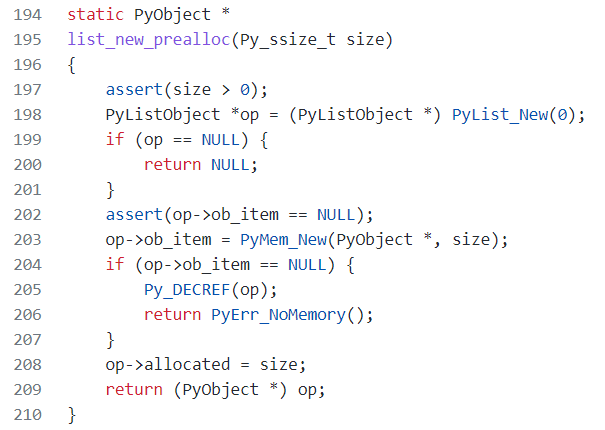 194 static PyObject *
195 list_new_prealloc(Py_ssize_t size)
196 {
197     assert(size > 0);
198     PyListObject *op = (PyListObject *) PyList_New(0);
199     if (op == NULL) {
200         return NULL;
201     }
202     assert(op->ob_item == NULL);
203     op->ob_item = PyMem_New(PyObject *, size);
204     if (op->ob_item == NULL) {
205         Py_DECREF(op);
206         return PyErr_NoMemory();
207     }
208     op->allocated = size;
209     return (PyObject *) op;
210 }